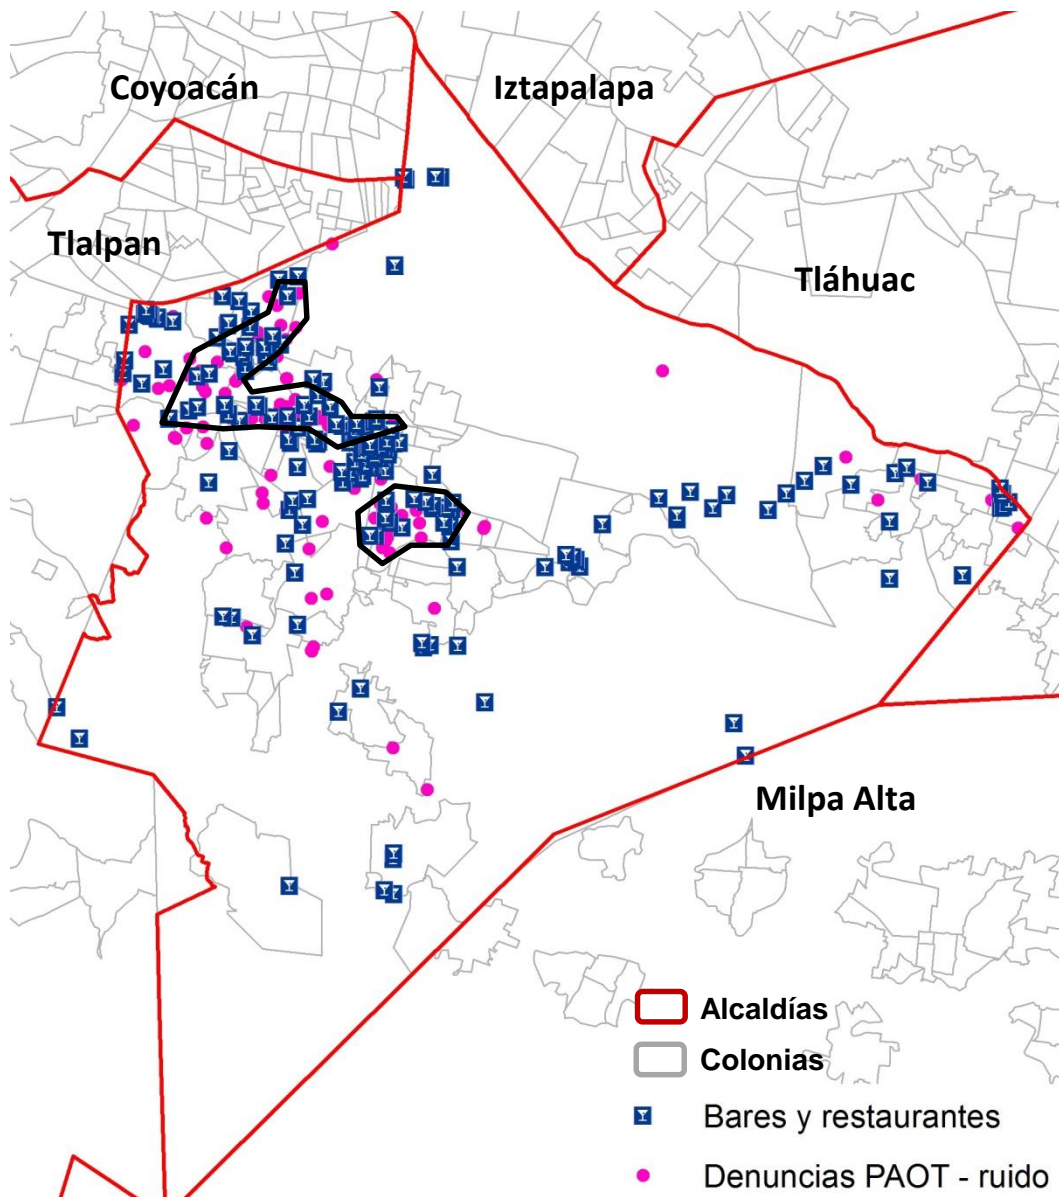 Coyoacán
Iztapalapa
Tlalpan
Tláhuac
Milpa Alta
Alcaldías
Colonias
Bares y restaurantes
Denuncias PAOT - ruido